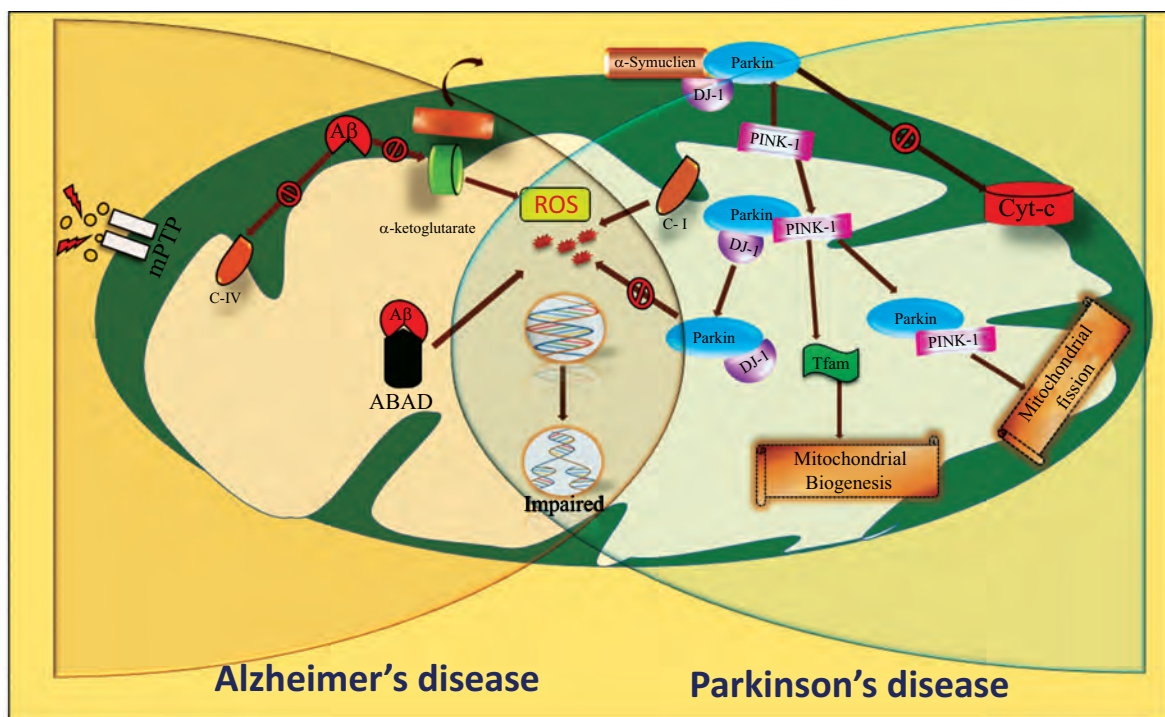 α-Symuclien
Parkin
DJ-1
Aβ
PINK-1
mPTP
C-IV
α-ketoglutarate
ROS
C- I
Parkin
PINK-1
DJ-1
Cyt-c
Aβ
ABAD
Parkin
DJ-1
Tfam
Parkin
PINK-1
Mitochondrial
fission
Mitochondrial
Biogenesis
Impaired
Alzheimer’s disease
Parkinson’s disease